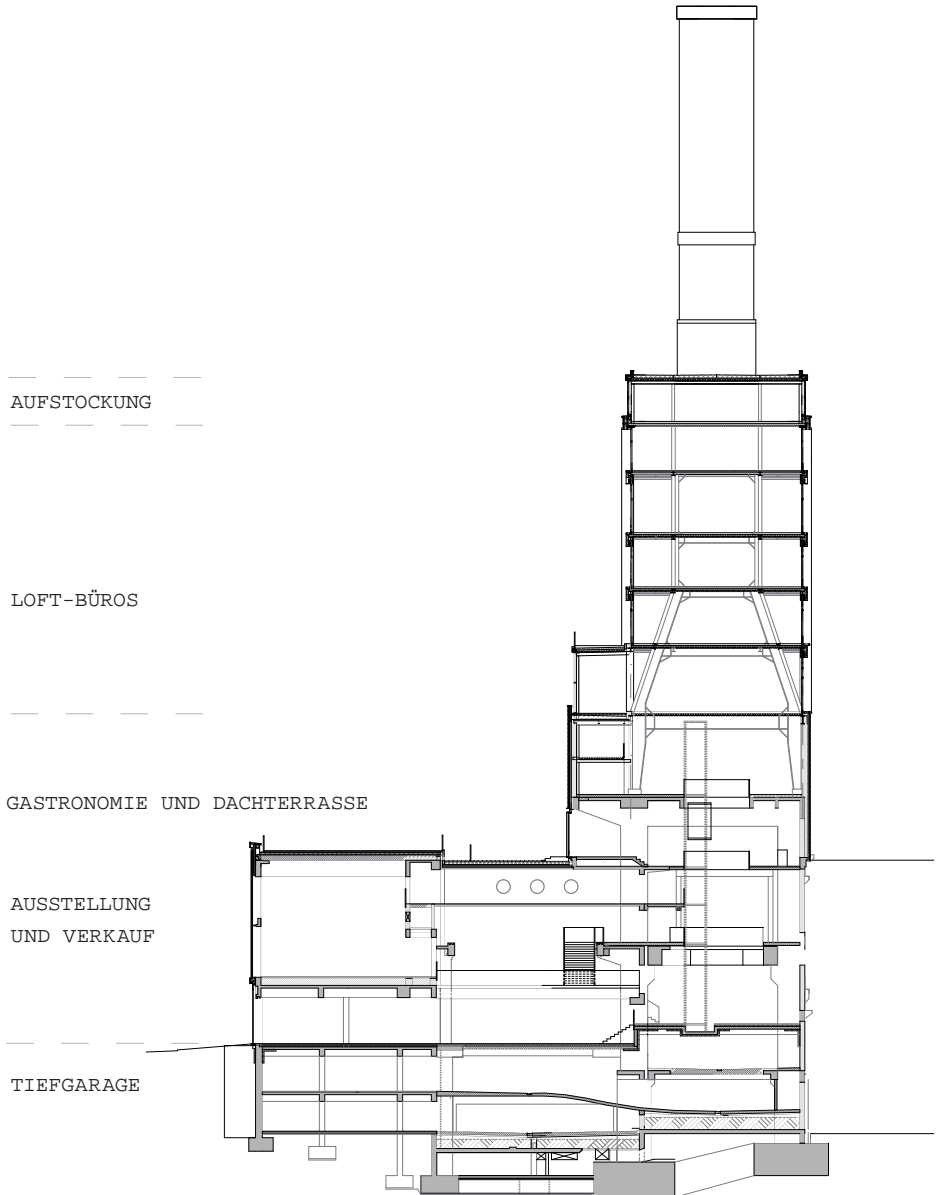 AUFSTOCKUNG
LOFT-BÜROS
GASTRONOMIE UND DACHTERRASSE
AUSSTELLUNG
UND VERKAUF
TIEFGARAGE